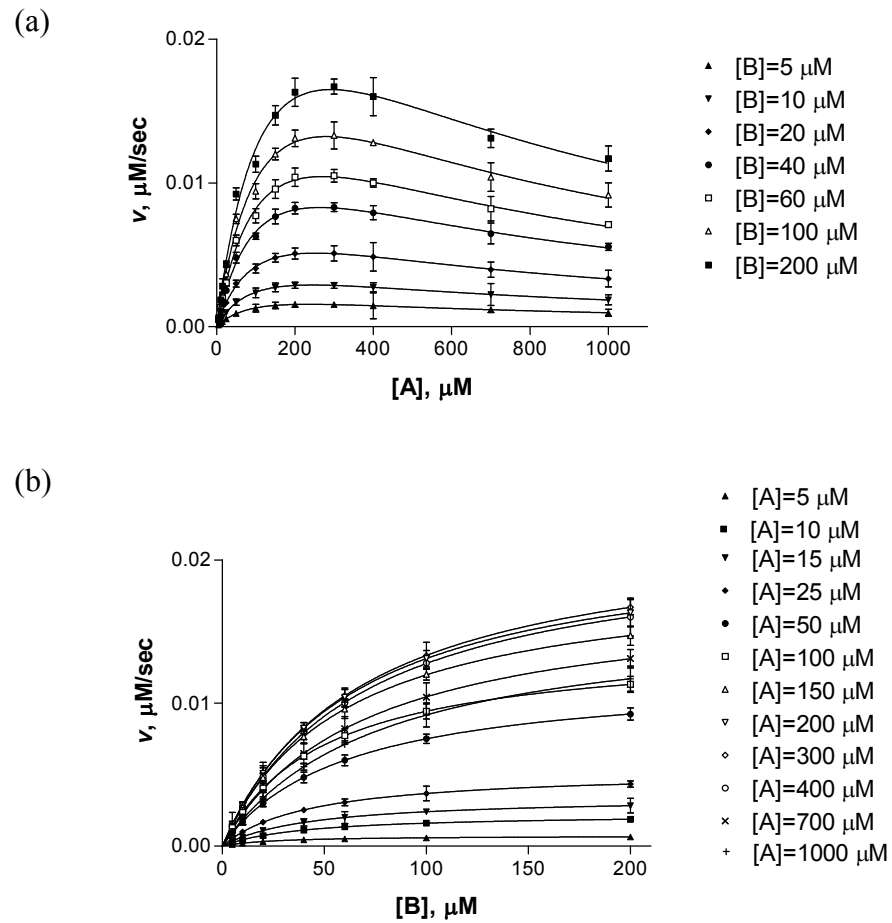 (a)
0.02
0.01
0.00
v, μM/sec
0 200 400 600 800 1000
[A], μM
[B]=5 μM
[B]=10 μM
[B]=20 μM
[B]=40 μM
[B]=60 μM
[B]=100 μM
[B]=200 μM
(b)
0.02
0.01
0.00
v, μM/sec
0 50 100 150 200
[B], μM
[A]=5 μM
[A]=10 μM
[A]=15 μM
[A]=25 μM
[A]=50 μM
[A]=100 μM
[A]=150 μM
[A]=200 μM
[A]=300 μM
[A]=400 μM
[A]=700 μM
[A]=1000 μM